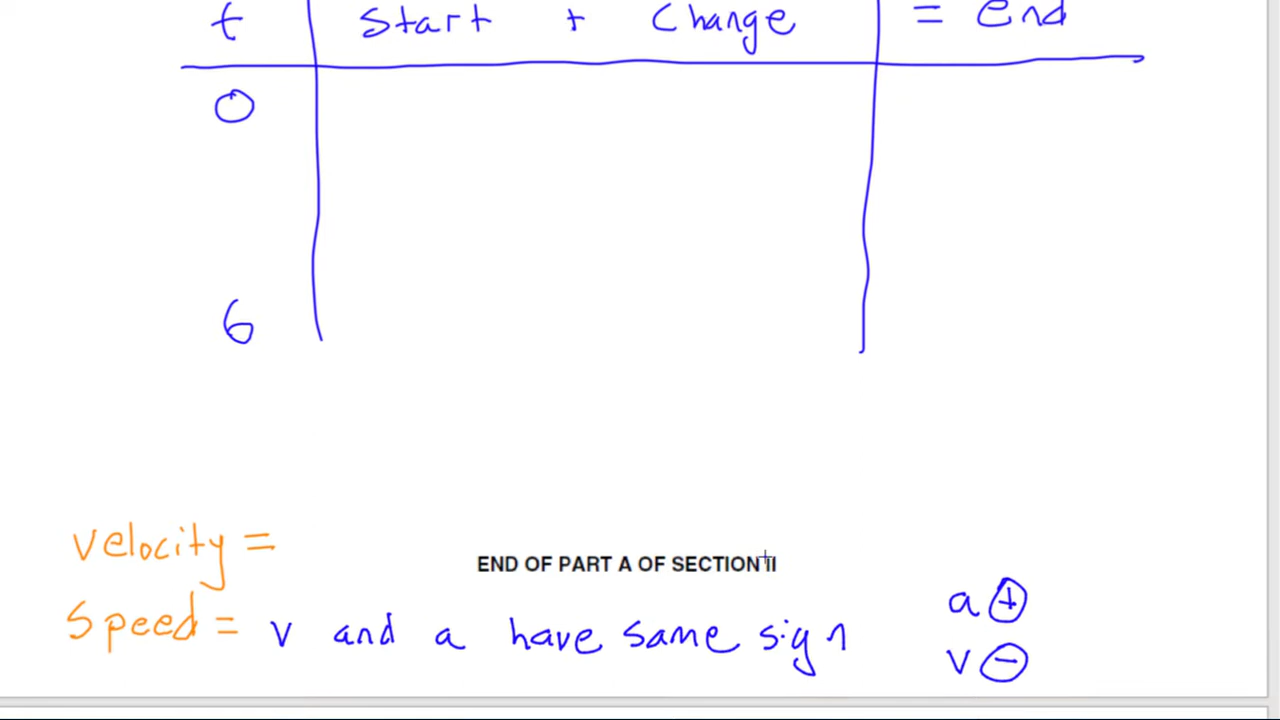 t Start + Change = End
0
6
velocity =
END OF PART A OF SECTION II
speed = v and a have same sign
a +
v −